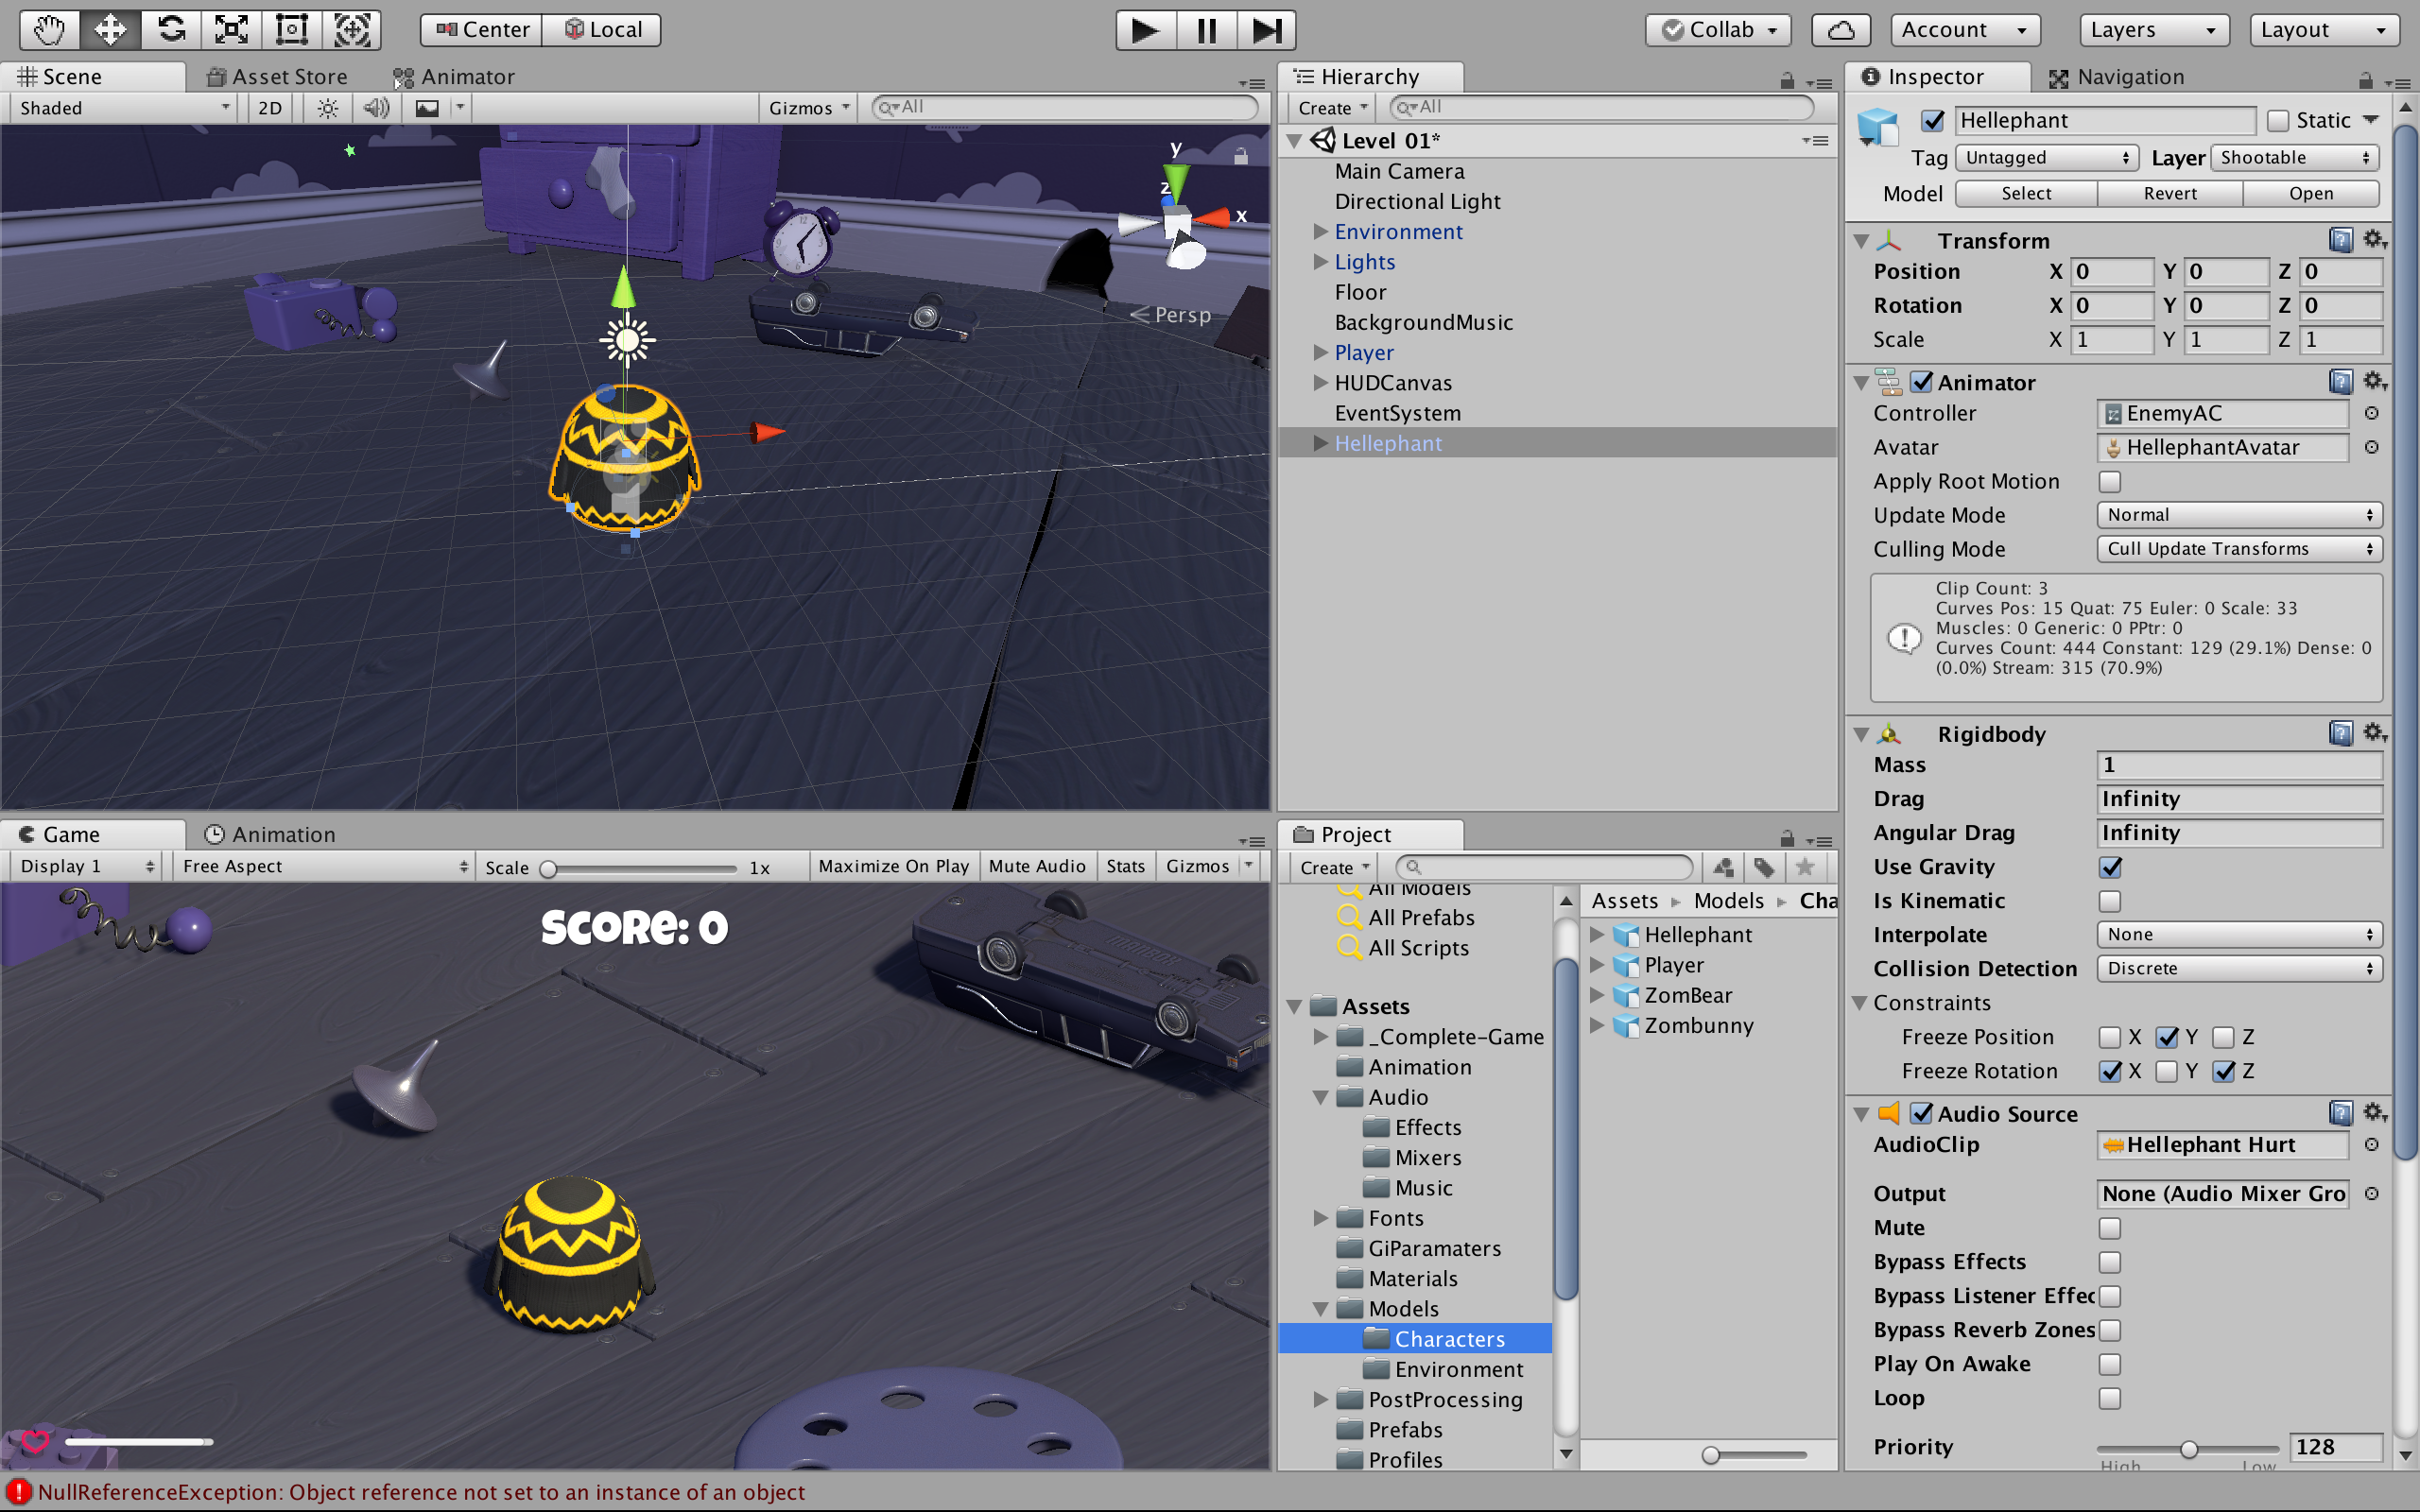 Center Local Collab Account Layers Layout
Scene Asset Store Animator
Shaded 2D Gizmos All
y
z
x
Persp
Hierarchy
Create All
Level 01*
Main Camera
Directional Light
Environment
Lights
Floor
BackgroundMusic
Player
HUDCanvas
EventSystem
Hellephant
Inspector Navigation
Hellephant Static
Tag Untagged Layer Shootable
Model Select Revert Open
Transform
Position X 0 Y 0 Z 0
Rotation X 0 Y 0 Z 0
Scale X 1 Y 1 Z 1
Animator
Controller EnemyAC
Avatar HellephantAvatar
Apply Root Motion
Update Mode Normal
Culling Mode Cull Update Transforms
Clip Count: 3
Curves Pos: 15 Quat: 75 Euler: 0 Scale: 33
Muscles: 0 Generic: 0 PPtr: 0
Curves Count: 444 Constant: 129 (29.1%) Dense: 0
(0.0%) Stream: 315 (70.9%)
Rigidbody
Mass 1
Drag Infinity
Angular Drag Infinity
Use Gravity
Is Kinematic
Interpolate None
Collision Detection Discrete
Constraints
Freeze Position X Y Z
Freeze Rotation X Y Z
Audio Source
AudioClip Hellephant Hurt
Output None (Audio Mixer Gro
Mute
Bypass Effects
Bypass Listener Effec
Bypass Reverb Zones
Play On Awake
Loop
Priority 128
High Low
Game Animation
Display 1 Free Aspect Scale 1x Maximize On Play Mute Audio Stats Gizmos
SCORE: 0
Project
Create
All Models
All Prefabs
All Scripts
Assets
_Complete-Game
Animation
Audio
Effects
Mixers
Music
Fonts
GiParamaters
Materials
Models
Characters
Environment
PostProcessing
Prefabs
Profiles
Assets Models Cha
Hellephant
Player
ZomBear
Zombunny
NullReferenceException: Object reference not set to an instance of an object